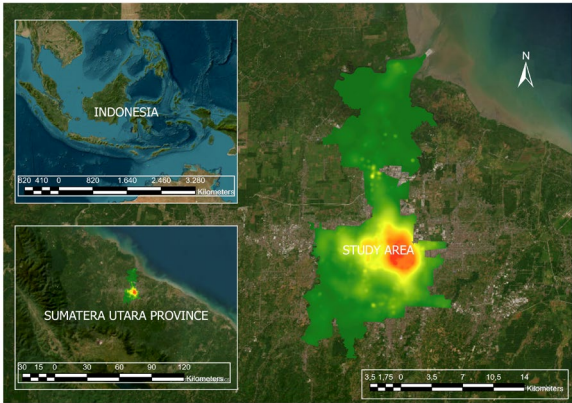 INDONESIA
820 410 0 820 1.640 2.460 3.280
Kilometers
SUMATERA UTARA PROVINCE
30 15 0 30 60 90 120
Kilometers
N
STUDY AREA
3,5 1,75 0 3,5 7 10,5 14
Kilometers